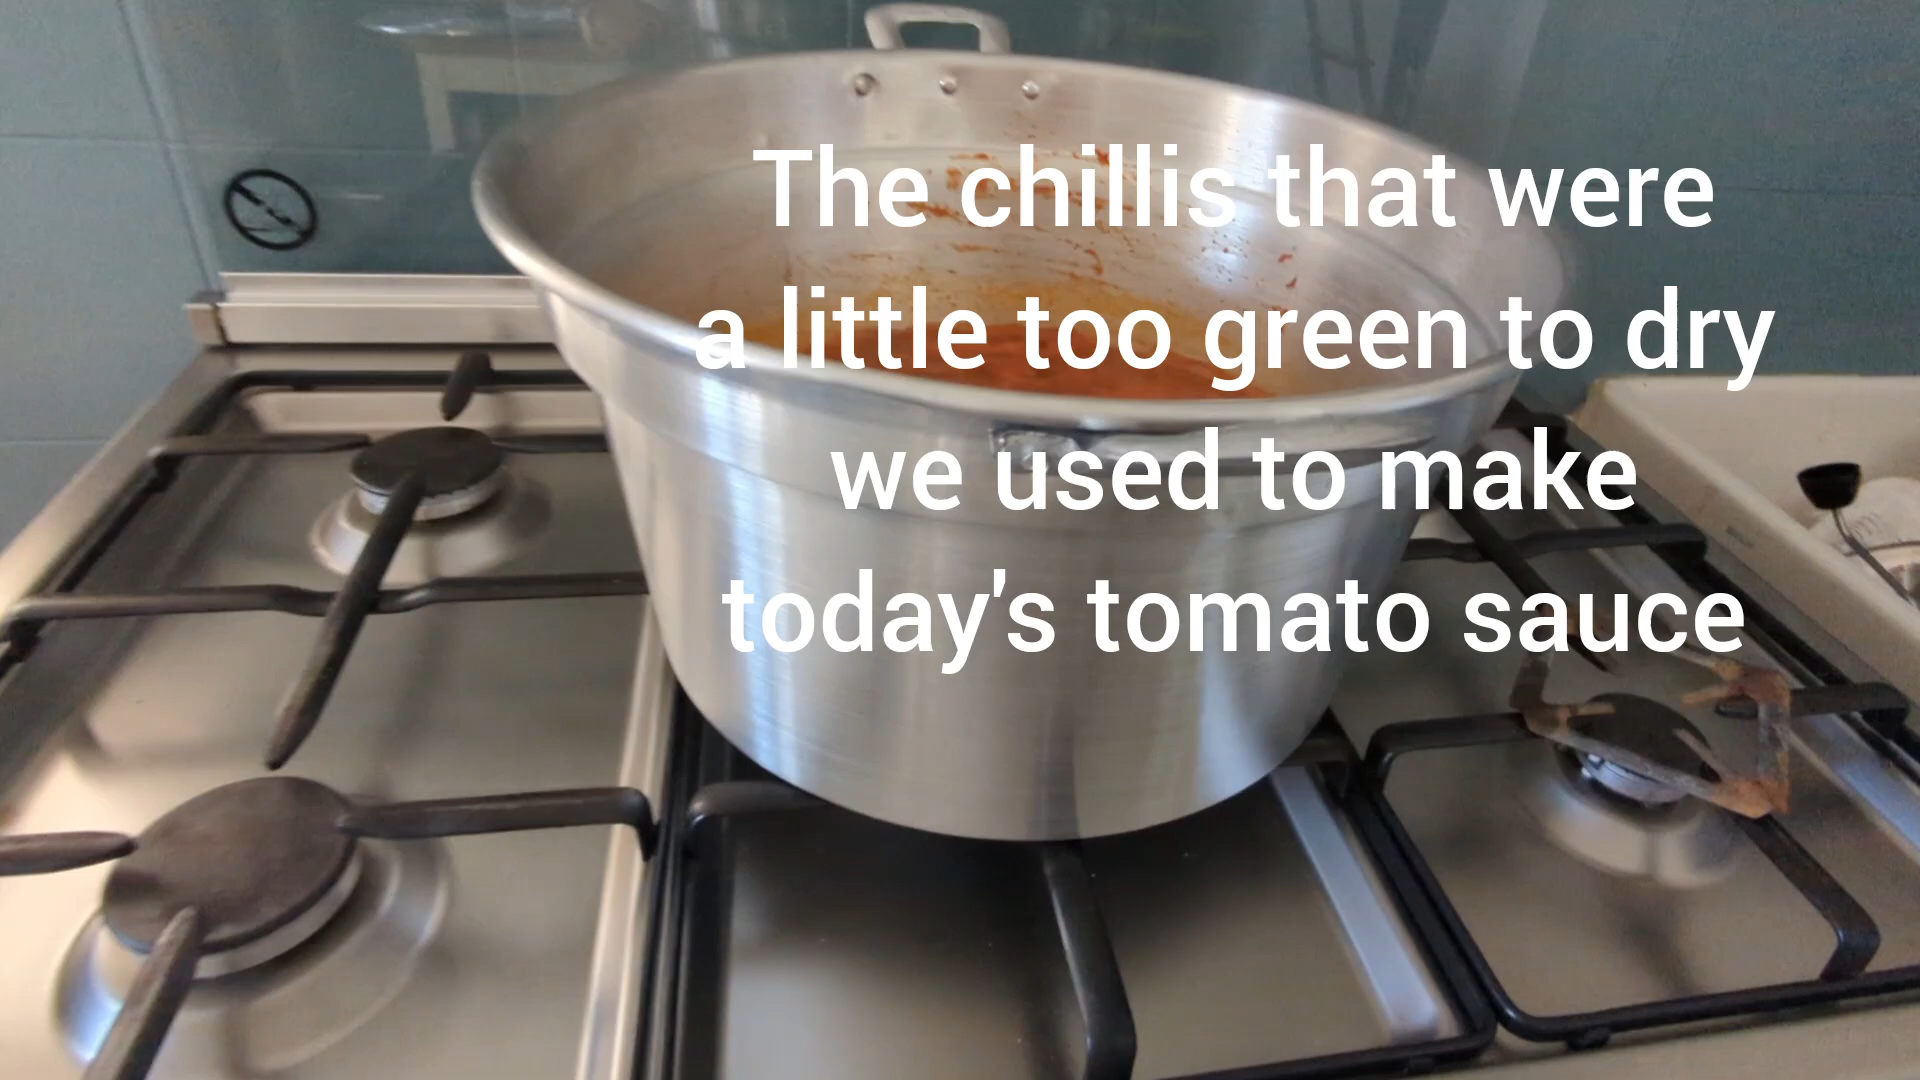 The chillis that were
a little too green to dry
we used to make
today's tomato sauce